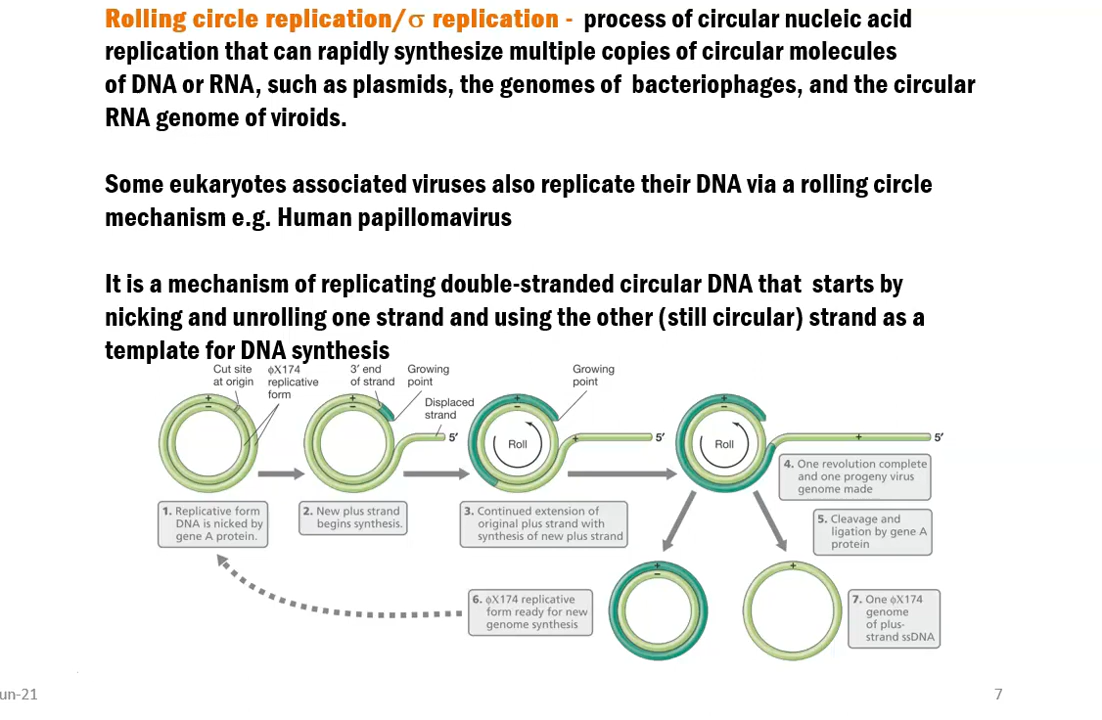 Rolling circle replication/σ replication - process of circular nucleic acid
replication that can rapidly synthesize multiple copies of circular molecules
of DNA or RNA, such as plasmids, the genomes of bacteriophages, and the circular
RNA genome of viroids.
Some eukaryotes associated viruses also replicate their DNA via a rolling circle
mechanism e.g. Human papillomavirus
It is a mechanism of replicating double-stranded circular DNA that starts by
nicking and unrolling one strand and using the other (still circular) strand as a
template for DNA synthesis
Cut site
at origin
ϕX174
replicative
form
3′ end
of strand
Growing
point
Displaced
strand
5′
Growing
point
5′
5′
+
−
+
−
+
−
+
−
Roll
Roll
+
+
1. Replicative form
DNA is nicked by
gene A protein.
2. New plus strand
begins synthesis.
3. Continued extension of
original plus strand with
synthesis of new plus strand
4. One revolution complete
and one progeny virus
genome made
5. Cleavage and
ligation by gene A
protein
+
−
+
6. ϕX174 replicative
form ready for new
genome synthesis
7. One ϕX174
genome
of plus-
strand ssDNA
un-21
7